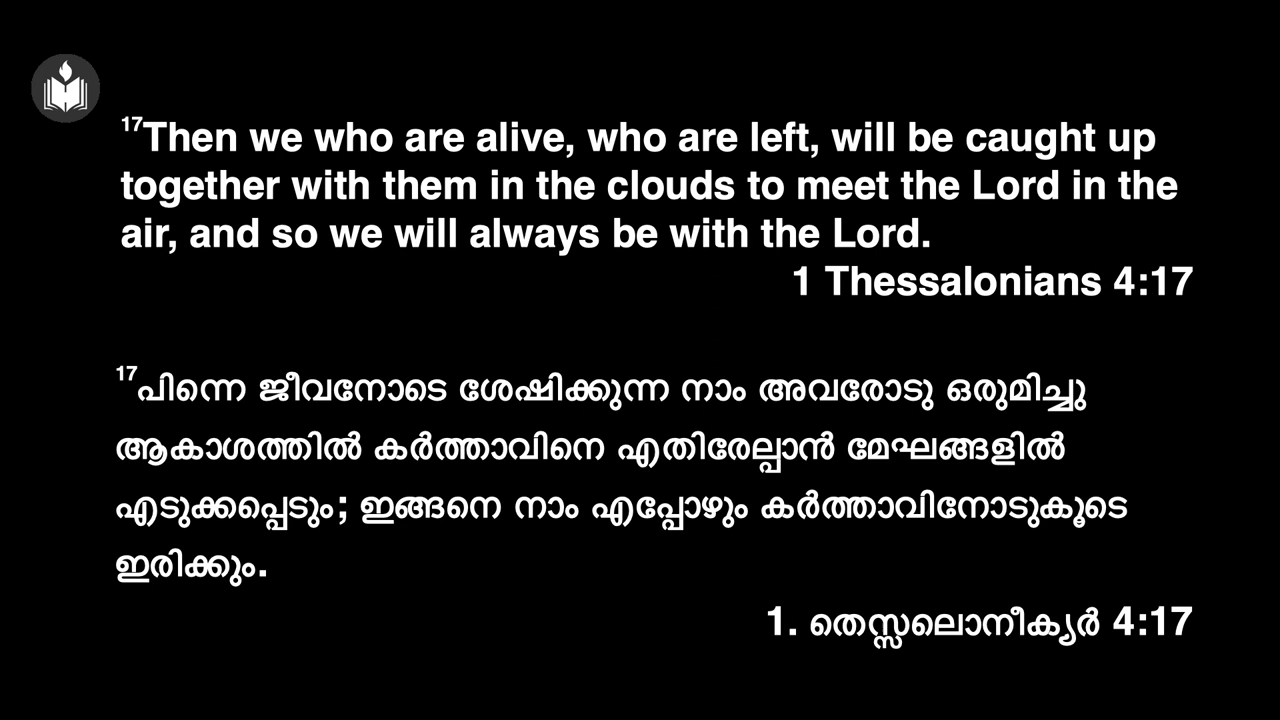 17Then we who are alive, who are left, will be caught up
together with them in the clouds to meet the Lord in the
air, and so we will always be with the Lord.
1 Thessalonians 4:17
17പിന്നെ ജീവനോടെ ശേഷിക്കുന്ന നാം അവരോടു ഒരുമിച്ചു
ആകാശത്തിൽ കർത്താവിനെ എതിരേല്പാൻ മേഘങ്ങളിൽ
എടുക്കപ്പെടും; ഇങ്ങനെ നാം എപ്പോഴും കർത്താവിനോടുകൂടെ
ഇരിക്കും.
1. തെസ്സലൊനീക്യർ 4:17